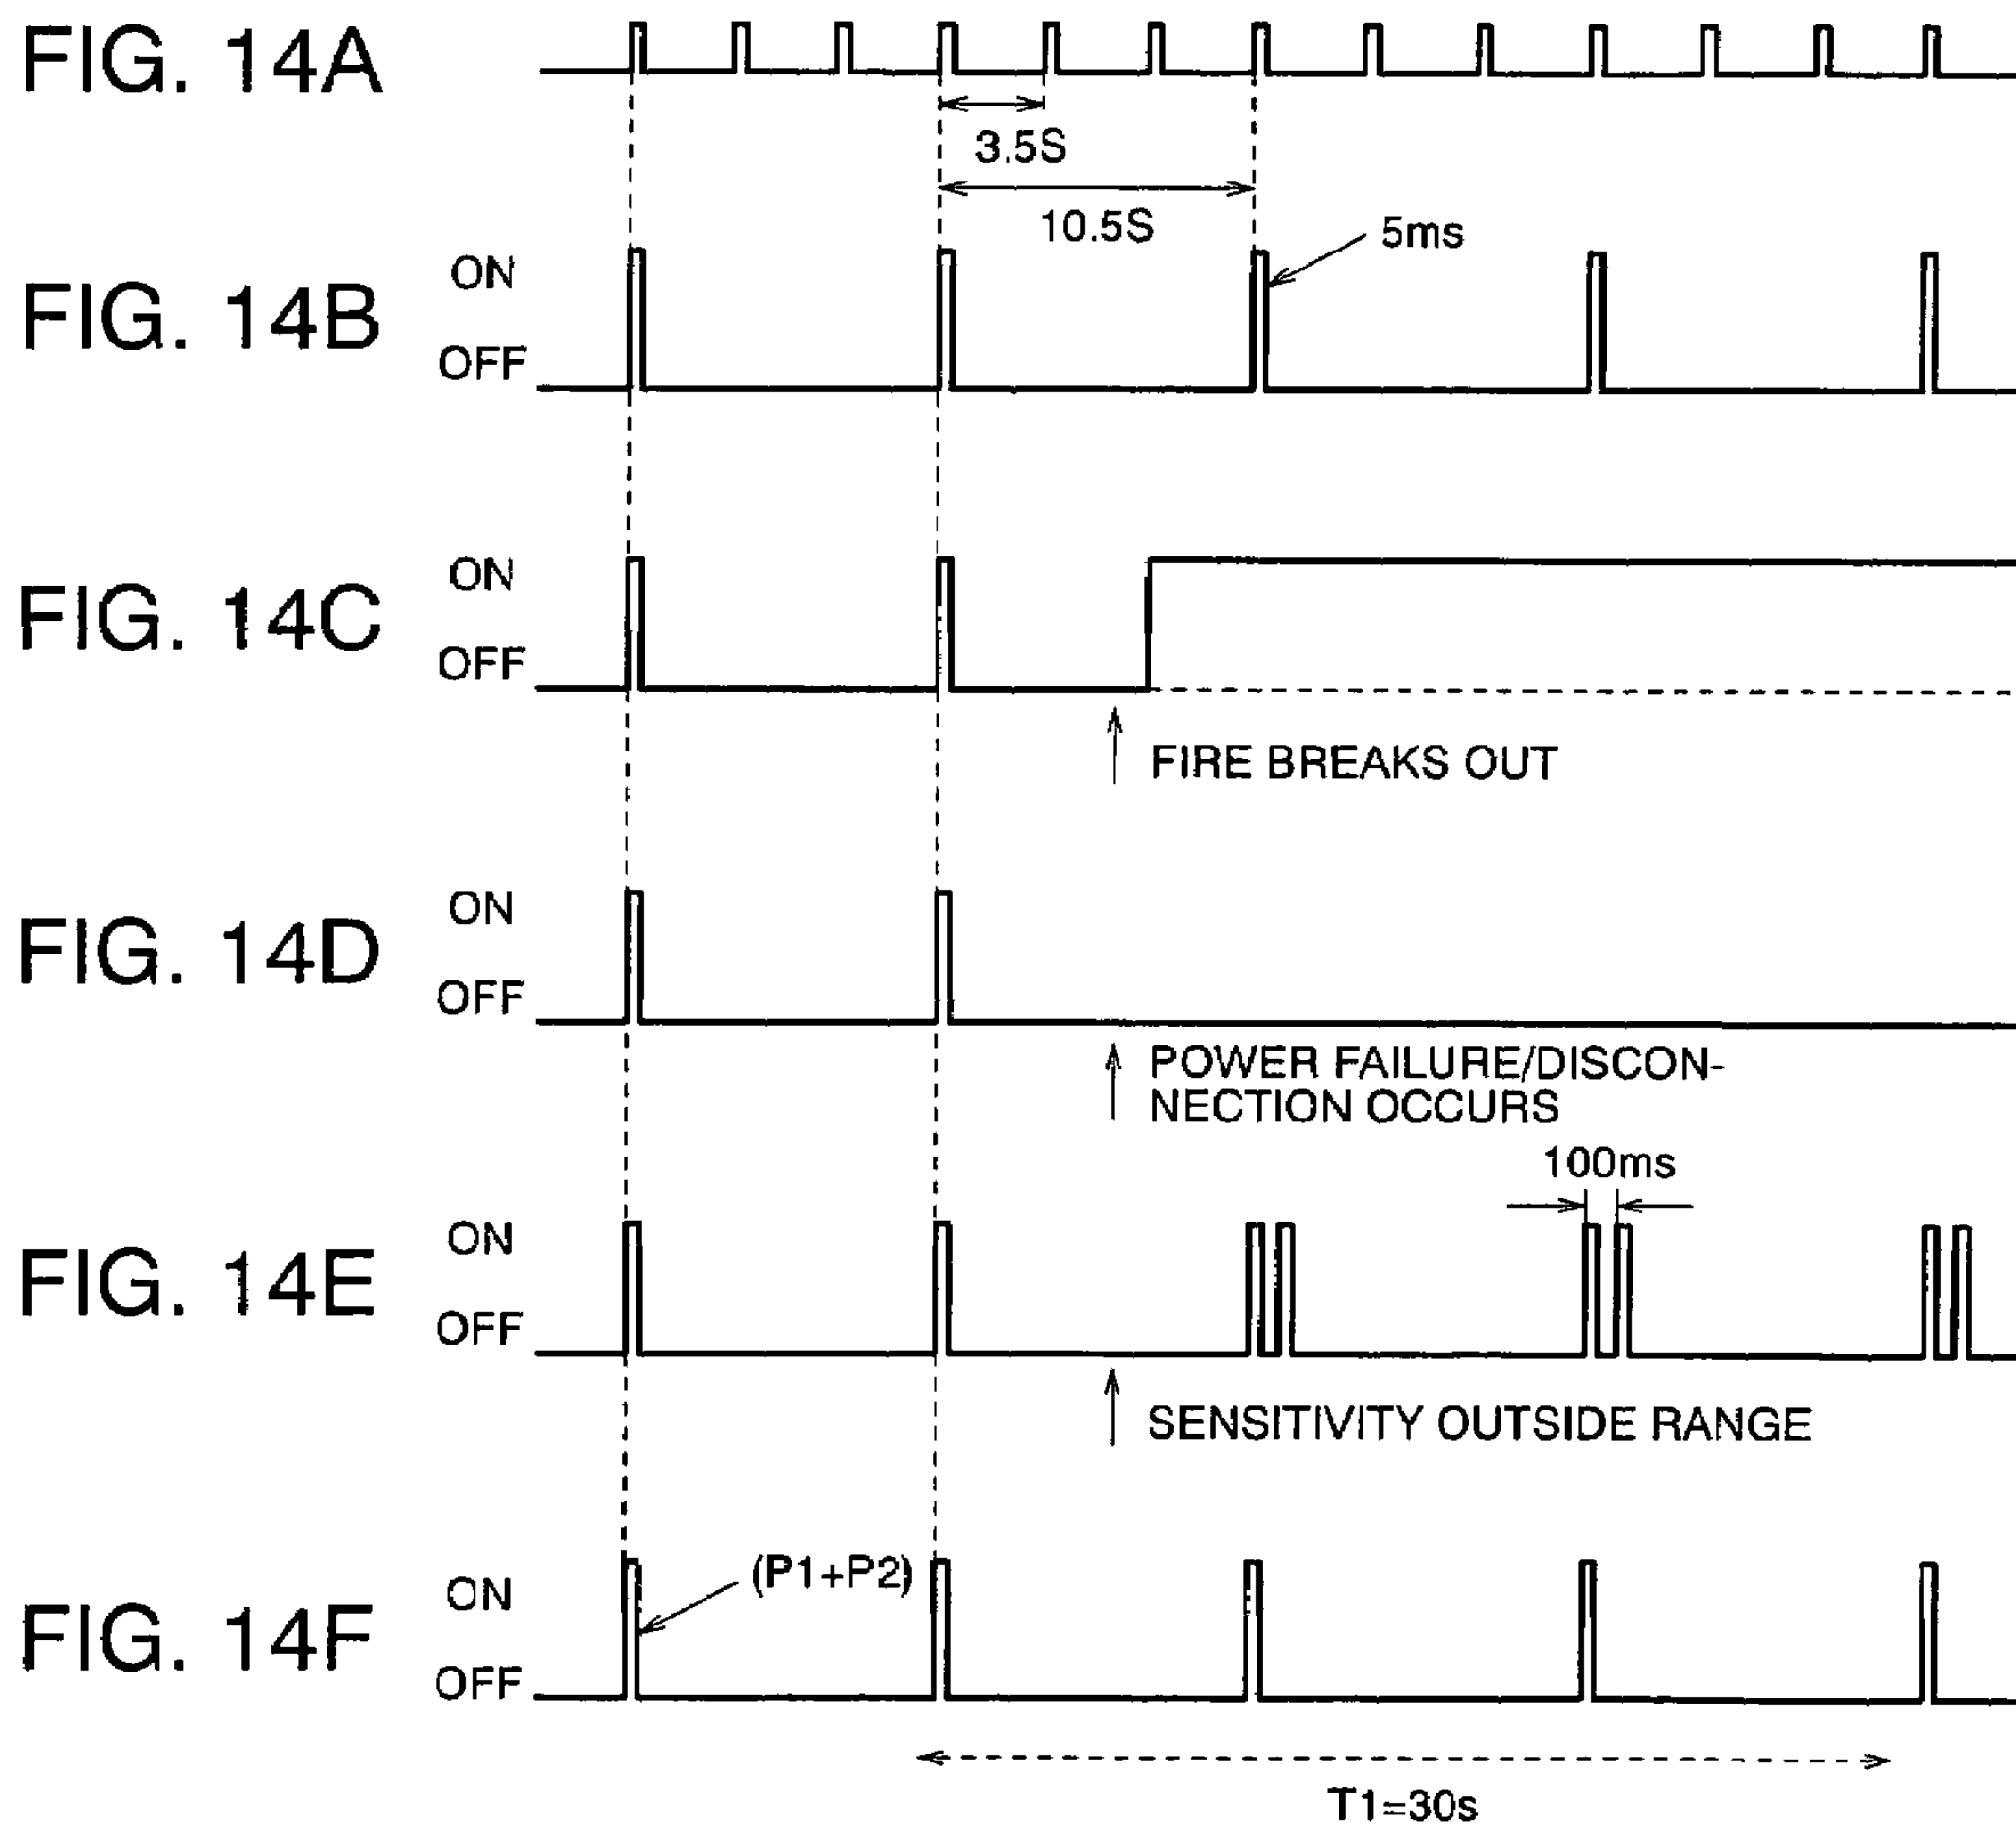 FIG. 14A
3.5S
10.5S
5ms
FIG. 14B
ON
OFF
FIG. 14C
ON
OFF
FIRE BREAKS OUT
FIG. 14D
ON
OFF
POWER FAILURE/DISCON-
NECTION OCCURS
100ms
FIG. 14E
ON
OFF
SENSITIVITY OUTSIDE RANGE
FIG. 14F
ON
OFF
(P1+P2)
T1=30s